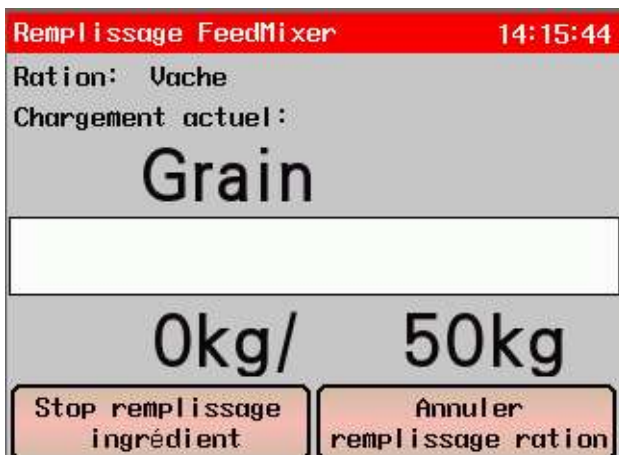 Remplissage FeedMixer 14:15:44
Ration: Vache
Chargement actuel:
Grain
0kg/ 50kg
Stop remplissage
ingrédient
Annuler
remplissage ration